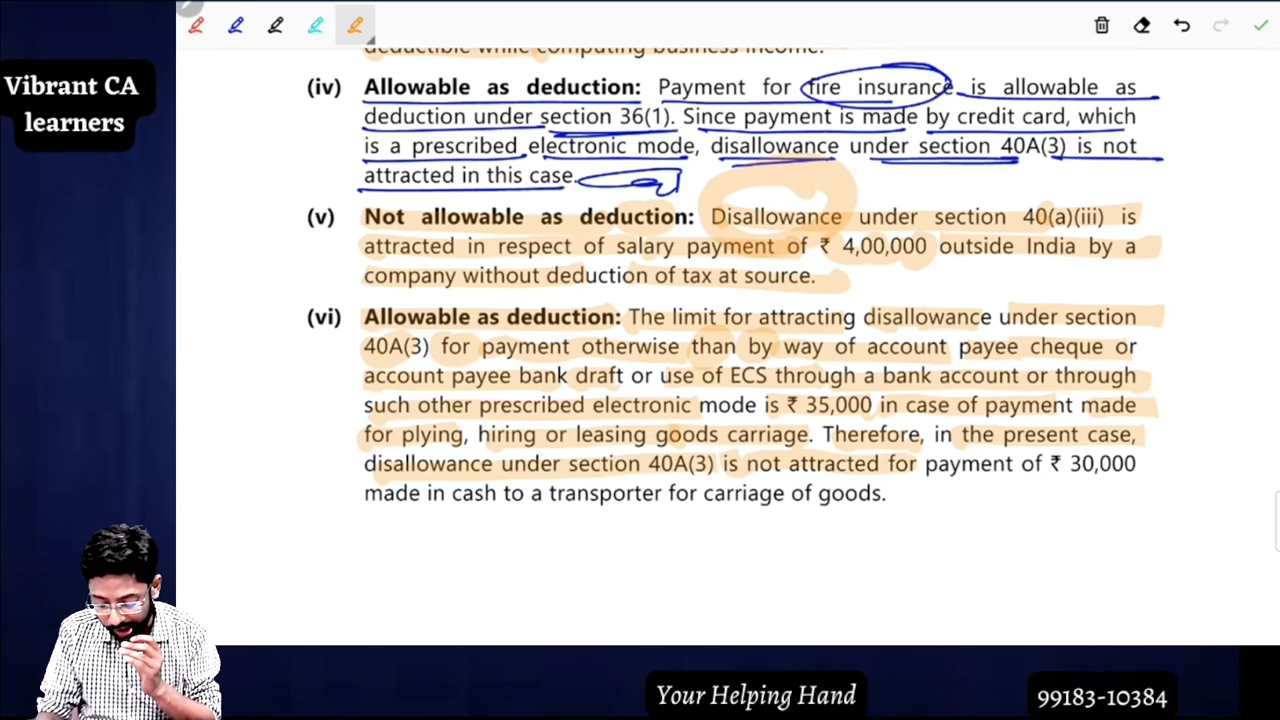 Vibrant CA
learners
deductible while computing business income.
(iv) Allowable as deduction: Payment for fire insurance is allowable as
deduction under section 36(1). Since payment is made by credit card, which
is a prescribed electronic mode, disallowance under section 40A(3) is not
attracted in this case.
(v) Not allowable as deduction: Disallowance under section 40(a)(iii) is
attracted in respect of salary payment of ₹ 4,00,000 outside India by a
company without deduction of tax at source.
(vi) Allowable as deduction: The limit for attracting disallowance under section
40A(3) for payment otherwise than by way of account payee cheque or
account payee bank draft or use of ECS through a bank account or through
such other prescribed electronic mode is ₹ 35,000 in case of payment made
for plying, hiring or leasing goods carriage. Therefore, in the present case,
disallowance under section 40A(3) is not attracted for payment of ₹ 30,000
made in cash to a transporter for carriage of goods.
Your Helping Hand
99183-10384